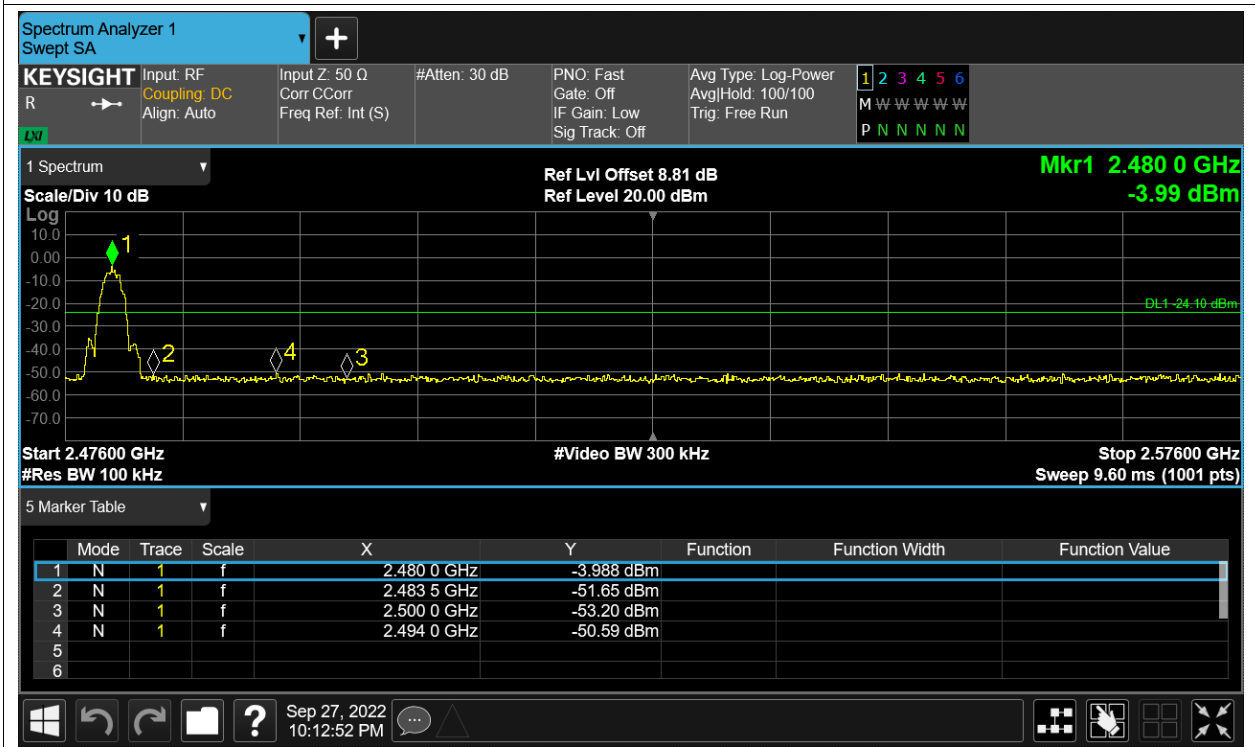 Spectrum Analyzer 1
Swept SA
KEYSIGHT Input: RF Input Z: 50 Ω #Atten: 30 dB PNO: Fast Avg Type: Log-Power 1 2 3 4 5 6
R Coupling: DC Corr CCorr Gate: Off Avg|Hold: 100/100 M W W W W W
Align: Auto Freq Ref: Int (S) IF Gain: Low Trig: Free Run
LXI Sig Track: Off P N N N N N
1 Spectrum Ref Lvl Offset 8.81 dB Mkr1 2.480 0 GHz
Scale/Div 10 dB Ref Level 20.00 dBm -3.99 dBm
Log
10.0
1
0.00
-10.0
-20.0
DL1 -24.10 dBm
-30.0
-40.0
2 4 3
-50.0
-60.0
-70.0
Start 2.47600 GHz #Video BW 300 kHz Stop 2.57600 GHz
#Res BW 100 kHz Sweep 9.60 ms (1001 pts)
5 Marker Table
Mode Trace Scale X Y Function Function Width Function Value
1 N 1 f 2.480 0 GHz -3.988 dBm
2 N 1 f 2.483 5 GHz -51.65 dBm
3 N 1 f 2.500 0 GHz -53.20 dBm
4 N 1 f 2.494 0 GHz -50.59 dBm
5
6
? Sep 27, 2022
10:12:52 PM